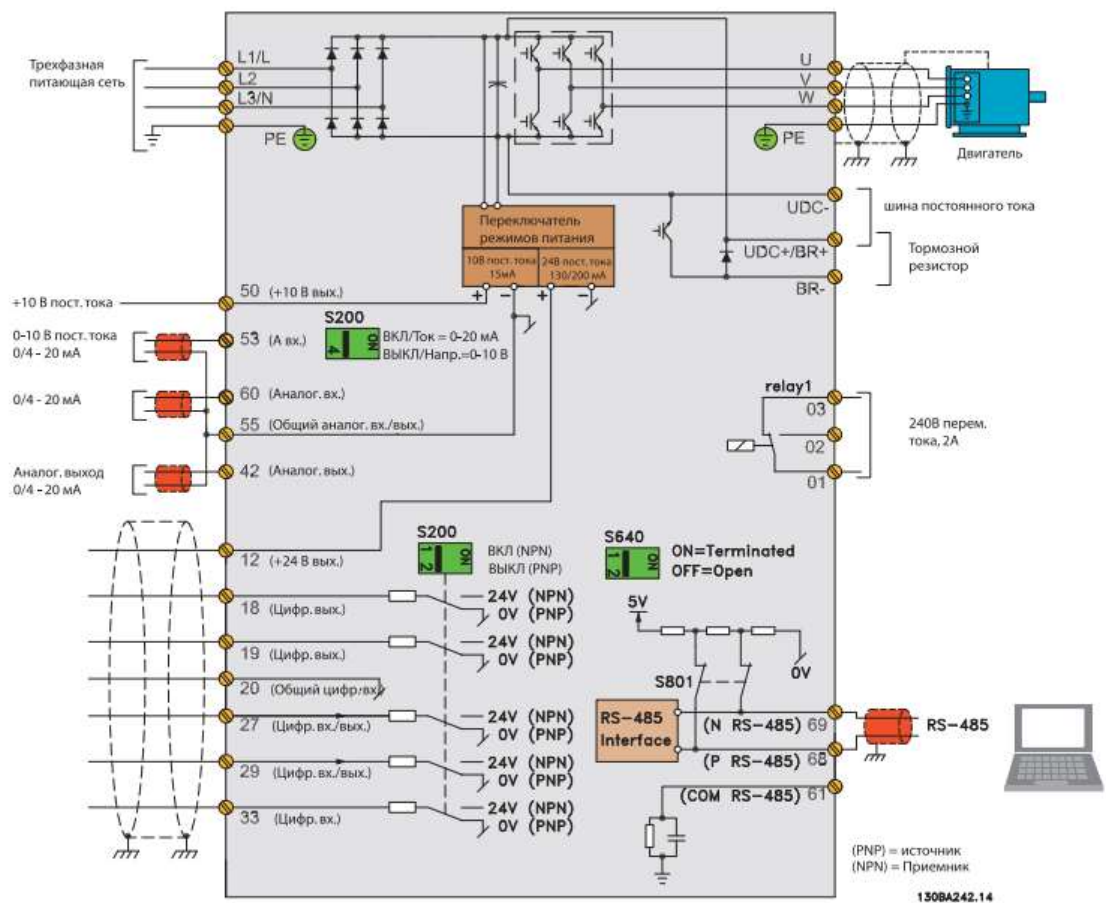 Трехфазная
питающая сеть
L1/L
L2
L3/N
PE
U
V
W
PE
Двигатель
UDC-
шина постоянного тока
UDC+/BR+
Тормозной
резистор
BR-
Переключатель
режимов питания
10В пост. тока
15мА
24В пост. тока
130/200 мА
+ − + −
+10 В пост. тока
50 (+10 В вых.)
0-10 В пост. тока
0/4 - 20 мА
53 (А вх.)
S200
ON
4
ВКЛ/Ток = 0-20 мА
ВЫКЛ/Напр.=0-10 В
0/4 - 20 мА
60 (Аналог. вх.)
55 (Общий аналог. вх./вых.)
Аналог. выход
0/4 - 20 мА
42 (Аналог. вых.)
relay1
03
02
01
240В перем.
тока, 2А
12 (+24 В вых.)
S200
ON
1 2
ВКЛ (NPN)
ВЫКЛ (PNP)
S640
ON
1 2
ON=Terminated
OFF=Open
18 (Цифр. вых.)
24V (NPN)
0V (PNP)
19 (Цифр. вых.)
24V (NPN)
0V (PNP)
20 (Общий цифр. вх.)
27 (Цифр. вх./вых.)
24V (NPN)
0V (PNP)
29 (Цифр. вх./вых.)
24V (NPN)
0V (PNP)
33 (Цифр. вх.)
24V (NPN)
0V (PNP)
5V
0V
S801
RS-485
Interface
(N RS-485) 69
(P RS-485) 68
(COM RS-485) 61
RS-485
(PNP) = источник
(NPN) = Приемник
130BA242.14